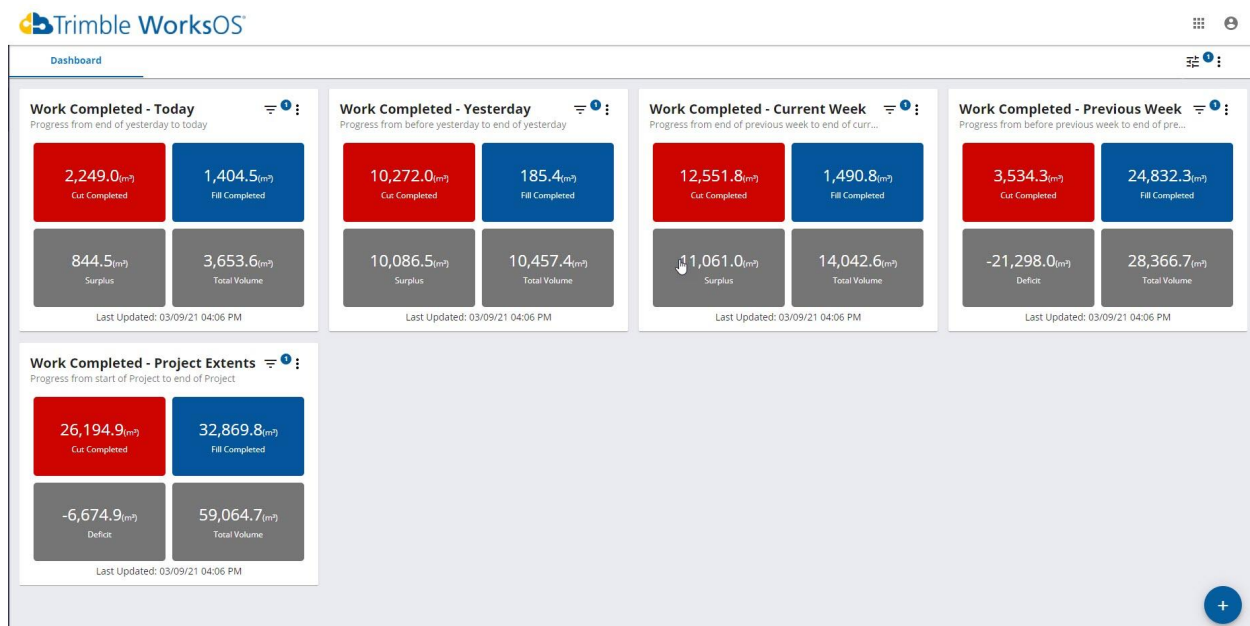 Trimble WorksOS
Dashboard
1
Work Completed - Today 1
Progress from end of yesterday to today
2,249.0(m³) 1,404.5(m³)
Cut Completed Fill Completed
844.5(m³) 3,653.6(m³)
Surplus Total Volume
Last Updated: 03/09/21 04:06 PM
Work Completed - Yesterday 1
Progress from before yesterday to end of yesterday
10,272.0(m³) 185.4(m³)
Cut Completed Fill Completed
10,086.5(m³) 10,457.4(m³)
Surplus Total Volume
Last Updated: 03/09/21 04:06 PM
Work Completed - Current Week 1
Progress from end of previous week to end of curr...
12,551.8(m³) 1,490.8(m³)
Cut Completed Fill Completed
11,061.0(m³) 14,042.6(m³)
Surplus Total Volume
Last Updated: 03/09/21 04:06 PM
Work Completed - Previous Week 1
Progress from before previous week to end of pre...
3,534.3(m³) 24,832.3(m³)
Cut Completed Fill Completed
-21,298.0(m³) 28,366.7(m³)
Deficit Total Volume
Last Updated: 03/09/21 04:06 PM
Work Completed - Project Extents 1
Progress from start of Project to end of Project
26,194.9(m³) 32,869.8(m³)
Cut Completed Fill Completed
-6,674.9(m³) 59,064.7(m³)
Deficit Total Volume
Last Updated: 03/09/21 04:06 PM